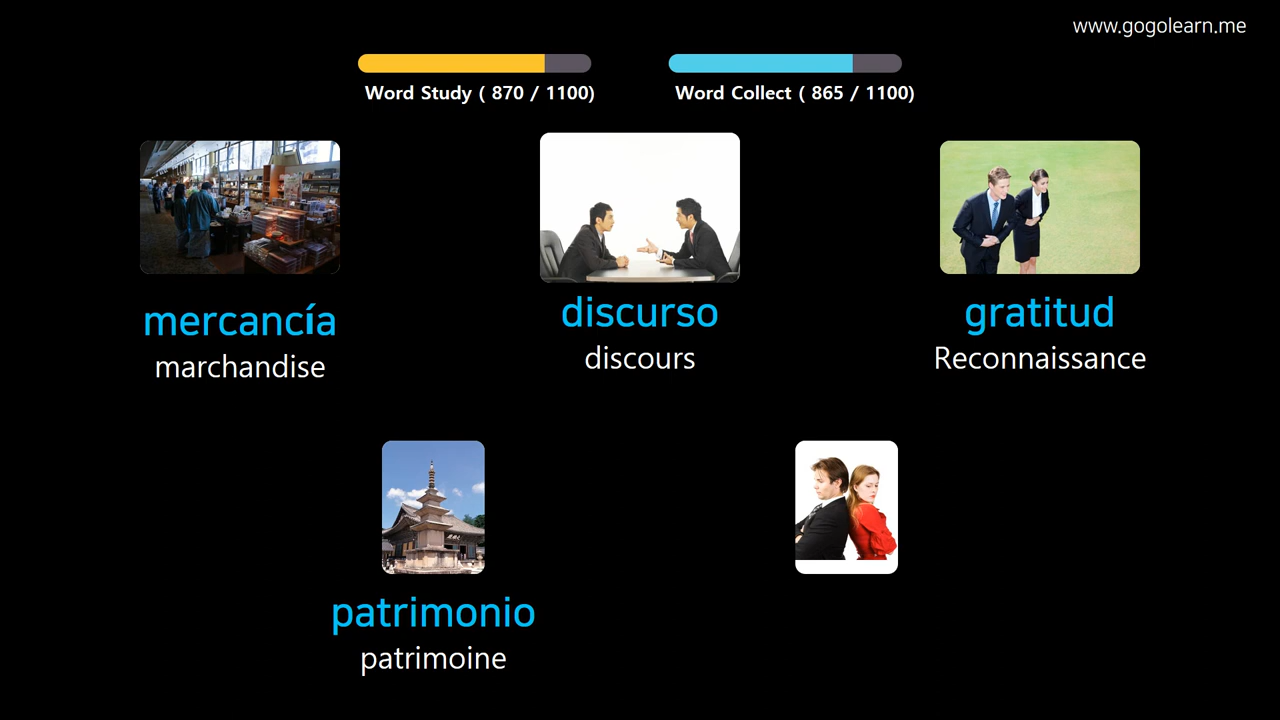 www.gogolearn.me
Word Study ( 870 / 1100)
Word Collect ( 865 / 1100)
mercancía
marchandise
discurso
discours
gratitud
Reconnaissance
patrimonio
patrimoine